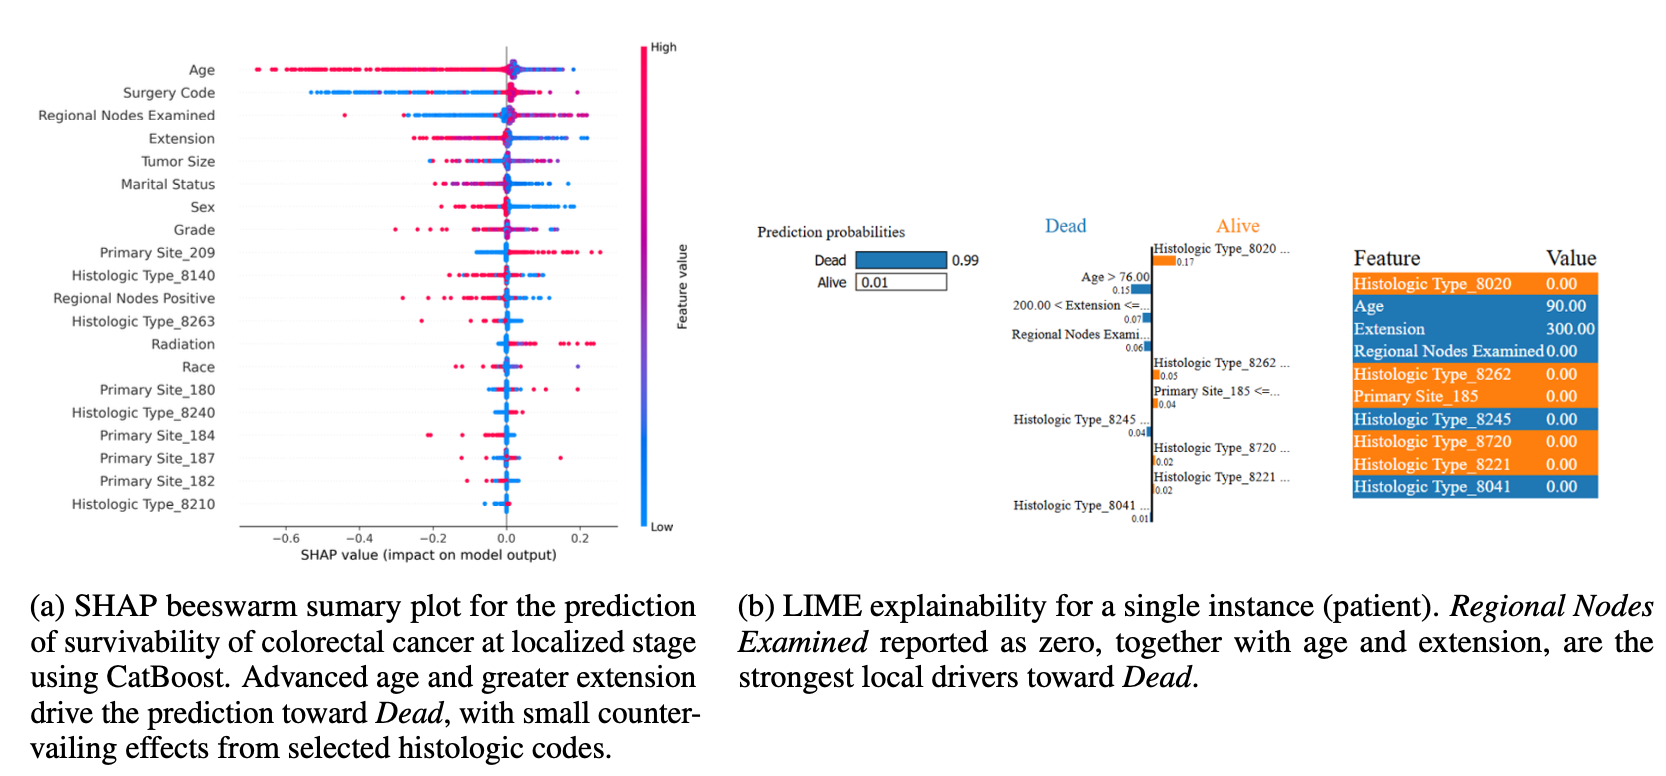 High
Age
Surgery Code
Regional Nodes Examined
Extension
Tumor Size
Marital Status
Sex
Grade
Primary Site_209
Histologic Type_8140
Regional Nodes Positive
Histologic Type_8263
Radiation
Race
Primary Site_180
Histologic Type_8240
Primary Site_184
Primary Site_187
Primary Site_182
Histologic Type_8210
Feature value
Low
−0.6 −0.4 −0.2 0.0 0.2
SHAP value (impact on model output)
(a) SHAP beeswarm sumary plot for the prediction
of survivability of colorectal cancer at localized stage
using CatBoost. Advanced age and greater extension
drive the prediction toward Dead, with small counter-
vailing effects from selected histologic codes.
Prediction probabilities
Dead 0.99
Alive 0.01
Dead Alive
Histologic Type_8020 ...
0.17
Age > 76.00
0.15
200.00 < Extension <=...
0.07
Regional Nodes Exami...
0.06
Histologic Type_8262 ...
0.05
Primary Site_185 <=...
0.04
Histologic Type_8245 ...
0.04
Histologic Type_8720 ...
0.02
Histologic Type_8221 ...
0.02
Histologic Type_8041 ...
0.01
Feature Value
Histologic Type_8020 0.00
Age 90.00
Extension 300.00
Regional Nodes Examined 0.00
Histologic Type_8262 0.00
Primary Site_185 0.00
Histologic Type_8245 0.00
Histologic Type_8720 0.00
Histologic Type_8221 0.00
Histologic Type_8041 0.00
(b) LIME explainability for a single instance (patient). Regional Nodes
Examined reported as zero, together with age and extension, are the
strongest local drivers toward Dead.